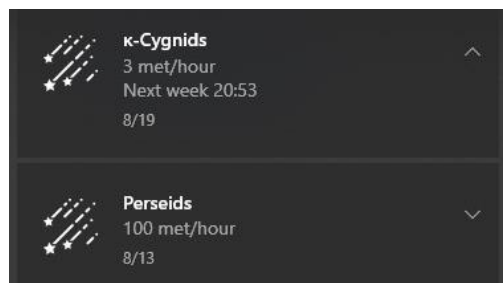 κ-Cygnids
3 met/hour
Next week 20:53
8/19
Perseids
100 met/hour
8/13